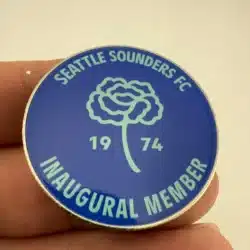 SEATTLE SOUNDERS FC
19 74
INAUGURAL MEMBER